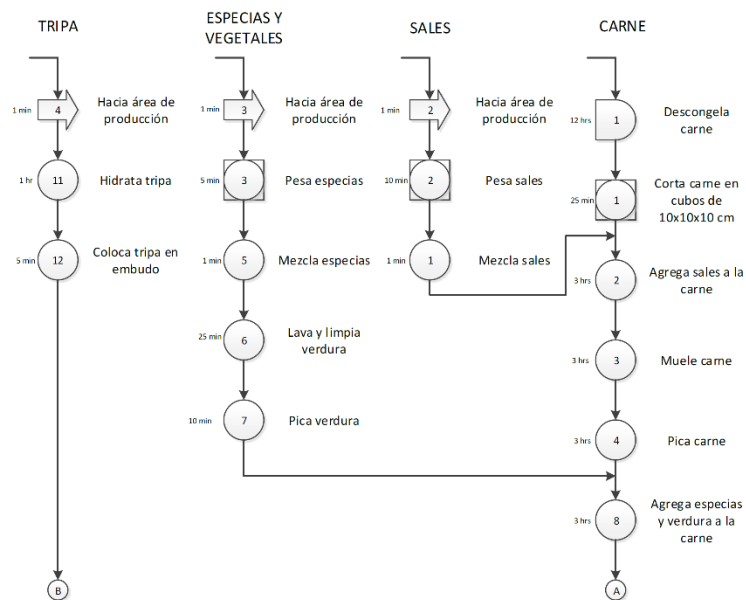 TRIPA
ESPECIAS Y
VEGETALES
SALES
CARNE
1 min
4
Hacia área de
producción
1 min
3
Hacia área de
producción
1 min
2
Hacia área de
producción
12 hrs
1
Descongela
carne
1 hr
11
Hidrata tripa
5 min
3
Pesa especias
10 min
2
Pesa sales
25 min
1
Corta carne en
cubos de
10x10x10 cm
5 min
12
Coloca tripa en
embudo
1 min
5
Mezcla especias
1 min
1
Mezcla sales
3 hrs
2
Agrega sales a la
carne
25 min
6
Lava y limpia
verdura
3 hrs
3
Muele carne
10 min
7
Pica verdura
3 hrs
4
Pica carne
3 hrs
8
Agrega especias
y verdura a la
carne
B
A